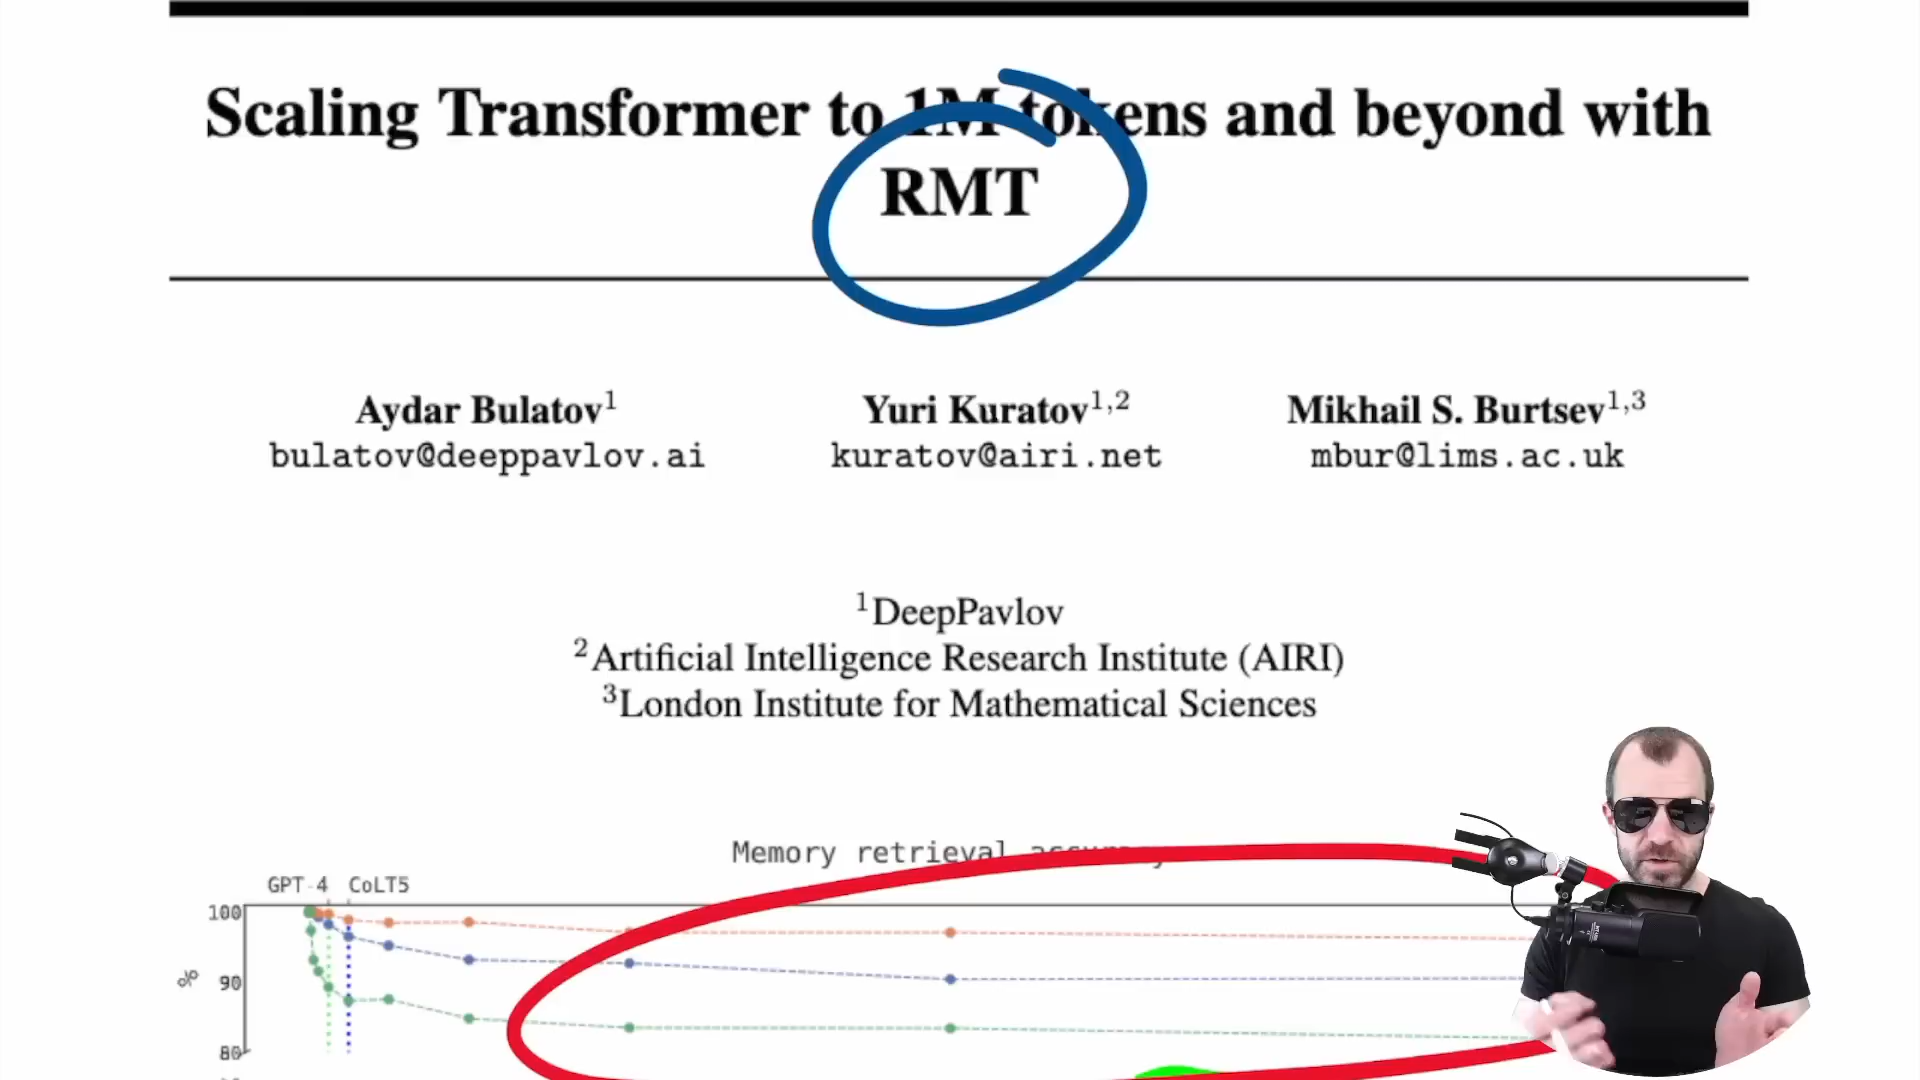 Scaling Transformer to 1M tokens and beyond with
RMT
Aydar Bulatov1 Yuri Kuratov1,2 Mikhail S. Burtsev1,3
bulatov@deeppavlov.ai kuratov@airi.net mbur@lims.ac.uk
1DeepPavlov
2Artificial Intelligence Research Institute (AIRI)
3London Institute for Mathematical Sciences
Memory retrieval accuracy
GPT-4 CoLT5
100
%
90
80